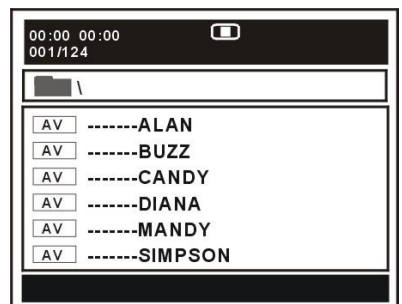 00:00 00:00
001/124
\
AV -------ALAN
AV -------BUZZ
AV -------CANDY
AV -------DIANA
AV -------MANDY
AV -------SIMPSON